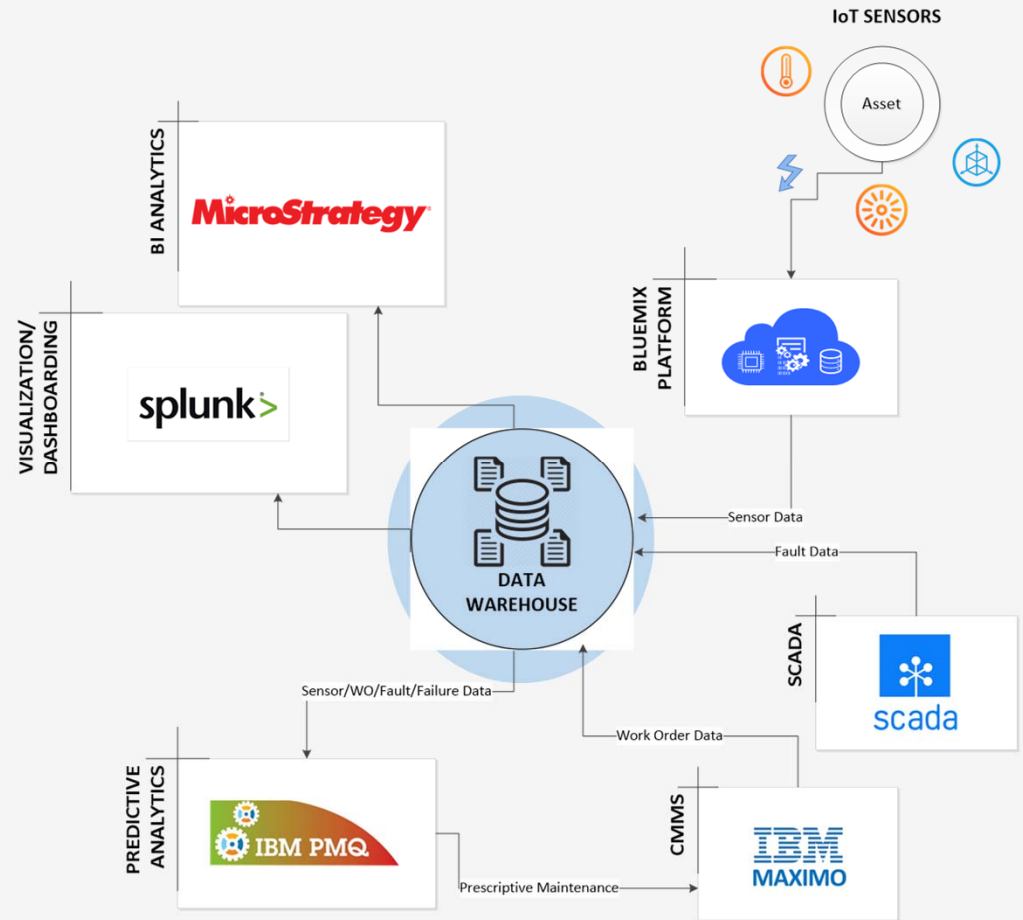 IoT SENSORS
Asset
BI ANALYTICS
MicroStrategy®
VISUALIZATION/
DASHBOARDING
splunk>
BLUEMIX
PLATFORM
DATA
WAREHOUSE
Sensor Data
Fault Data
SCADA
scada
Sensor/WO/Fault/Failure Data
Work Order Data
PREDICTIVE
ANALYTICS
IBM PMQ
Prescriptive Maintenance
CMMS
IBM
MAXIMO